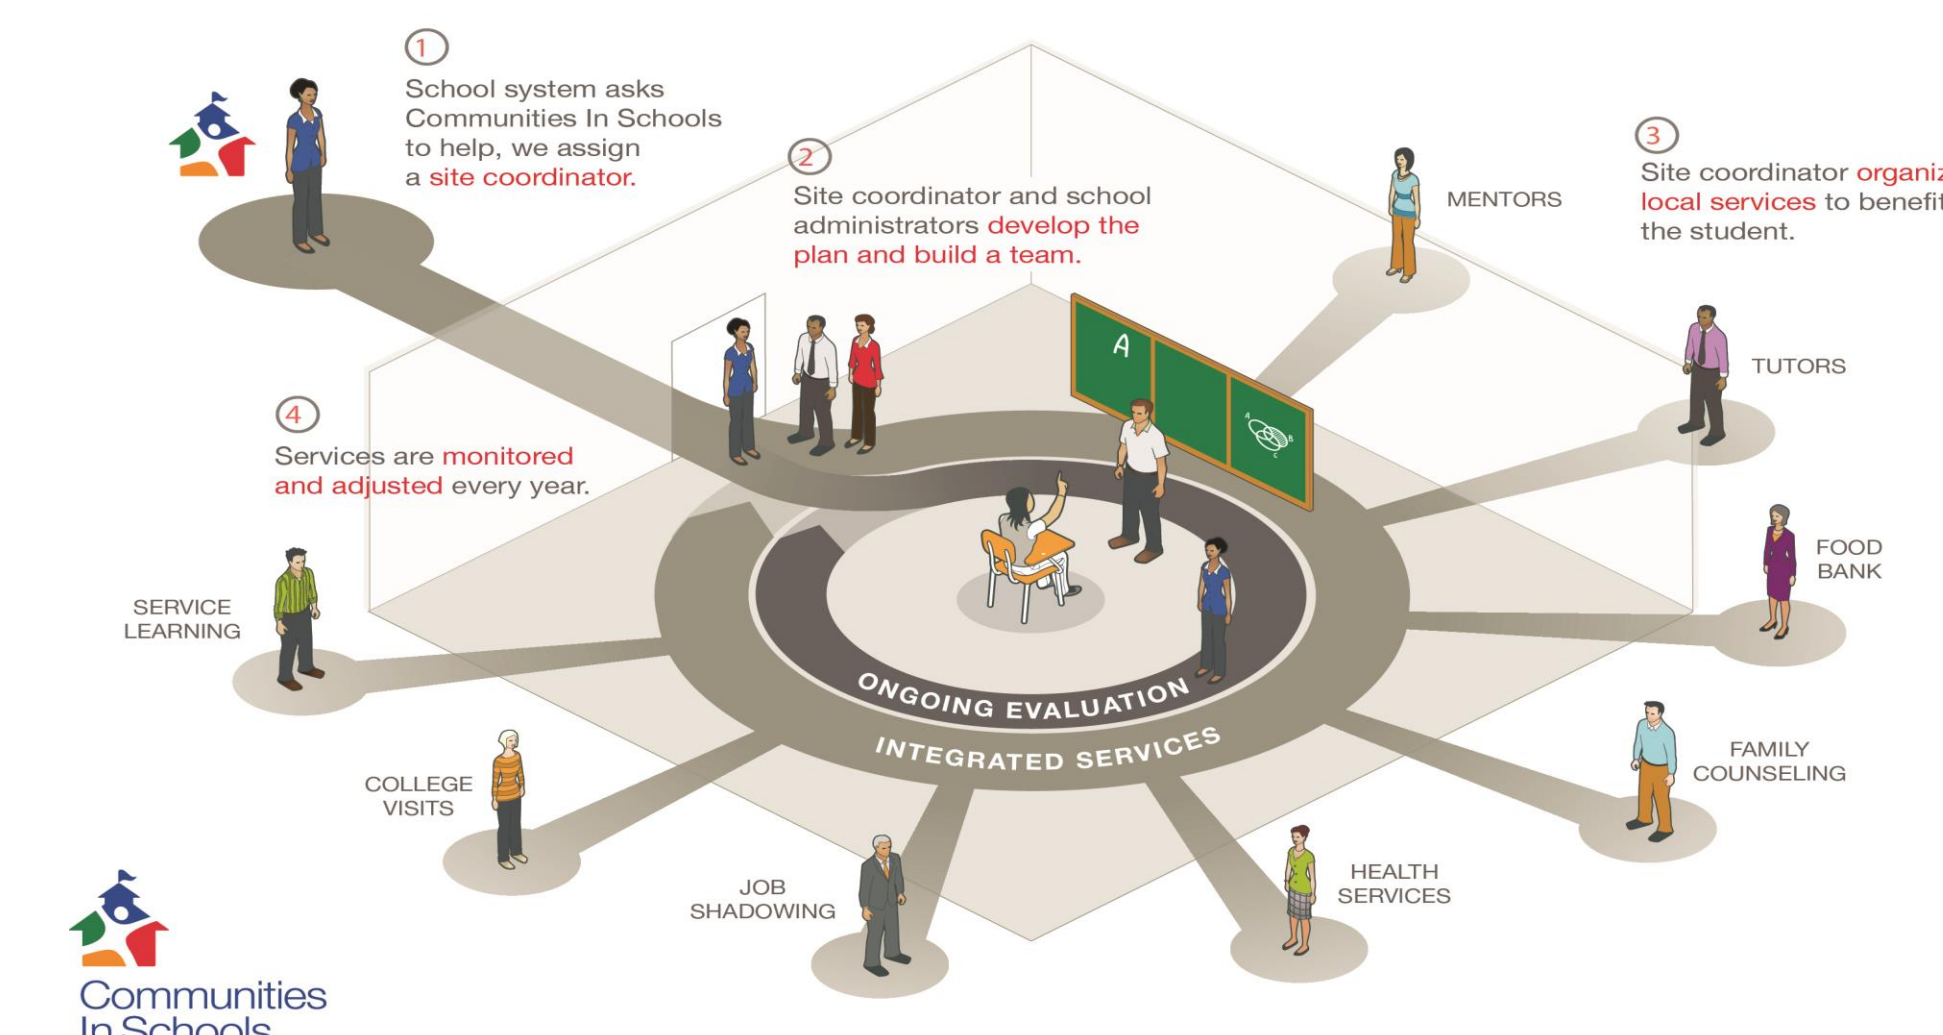 1
School system asks
Communities In Schools
to help, we assign
a site coordinator.
2
Site coordinator and school
administrators develop the
plan and build a team.
3
Site coordinator
local services to benefit
the student.
MENTORS
TUTORS
A
A
B
C
4
Services are monitored
and adjusted every year.
FOOD
BANK
SERVICE
LEARNING
ONGOING EVALUATION
INTEGRATED SERVICES
FAMILY
COUNSELING
COLLEGE
VISITS
JOB
SHADOWING
HEALTH
SERVICES
Communities
In Schools